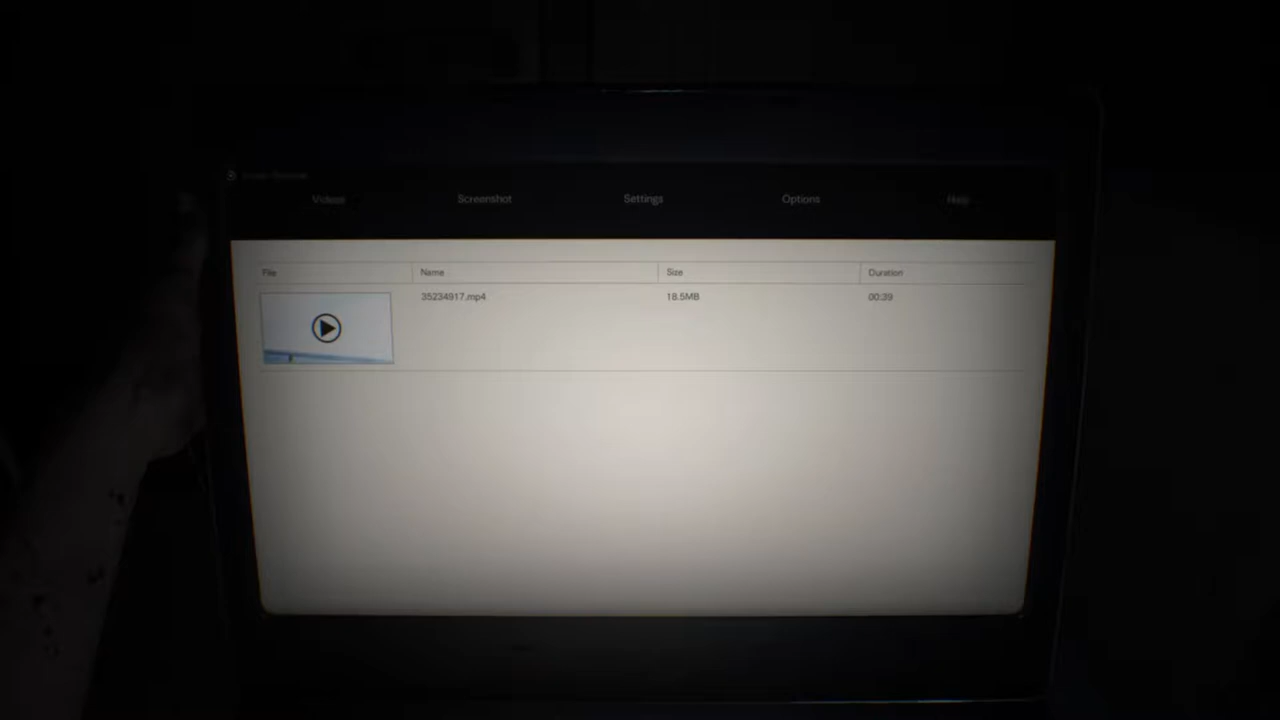 Videos
Screenshot
Settings
Options
Help
File
Name
Size
Duration
35234917.mp4
18.5MB
00:39